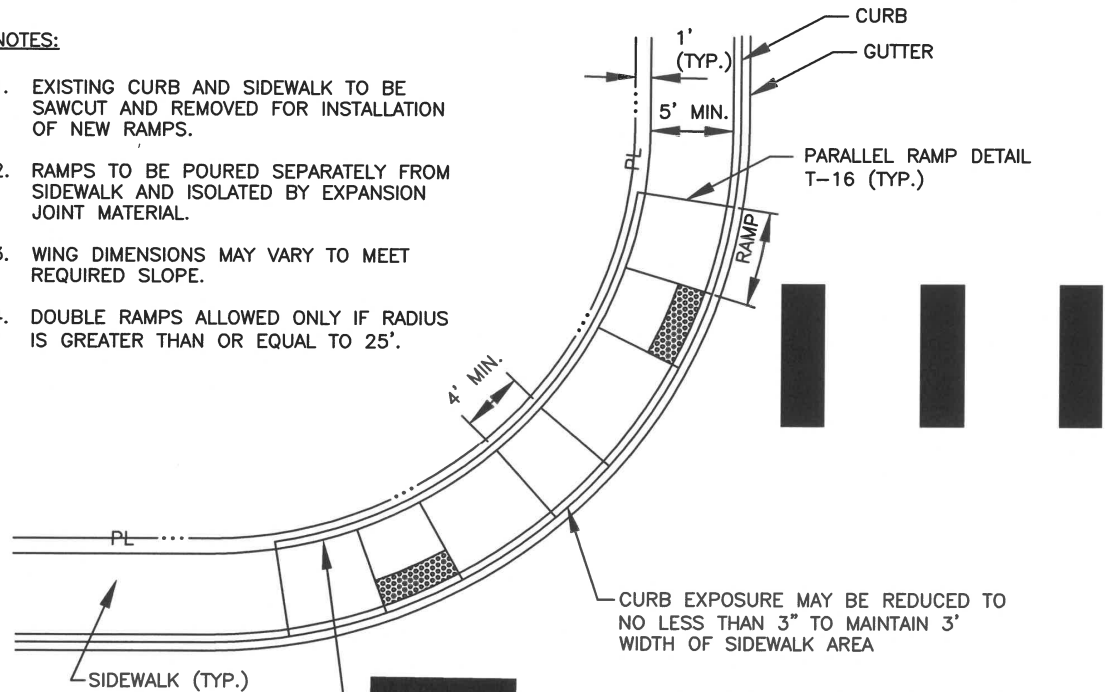 NOTES:
. EXISTING CURB AND SIDEWALK TO BE
SAWCUT AND REMOVED FOR INSTALLATION
OF NEW RAMPS.
2. RAMPS TO BE POURED SEPARATELY FROM
SIDEWALK AND ISOLATED BY EXPANSION
JOINT MATERIAL.
3. WING DIMENSIONS MAY VARY TO MEET
REQUIRED SLOPE.
. DOUBLE RAMPS ALLOWED ONLY IF RADIUS
IS GREATER THAN OR EQUAL TO 25'.
1'
(TYP.)
CURB
GUTTER
5' MIN.
PL
PARALLEL RAMP DETAIL
T-16 (TYP.)
RAMP
4' MIN.
PL
CURB EXPOSURE MAY BE REDUCED TO
NO LESS THAN 3" TO MAINTAIN 3'
WIDTH OF SIDEWALK AREA
SIDEWALK (TYP.)